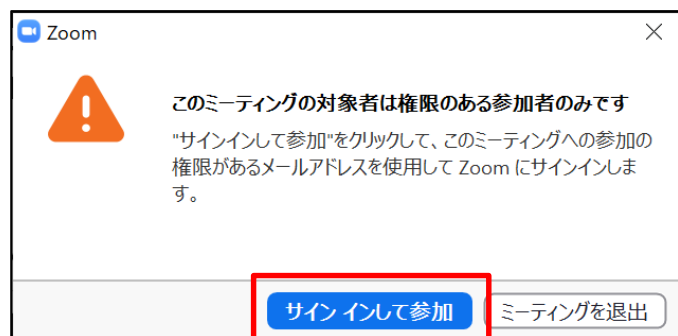 Zoom
このミーティングの対象者は権限のある参加者のみです
"サインインして参加"をクリックして、このミーティングへの参加の
権限があるメールアドレスを使用して Zoom にサインインしま
す。
サイン インして参加
ミーティングを退出